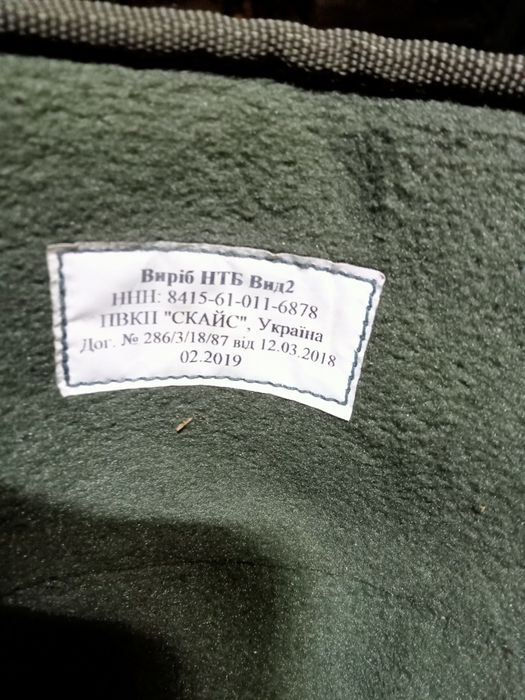 Виріб НТБ Вид2
ННН: 8415-61-011-6878
ПВКП "СКАЙС", Україна
Дог. № 286/3/18/87 від 12.03.2018
02.2019